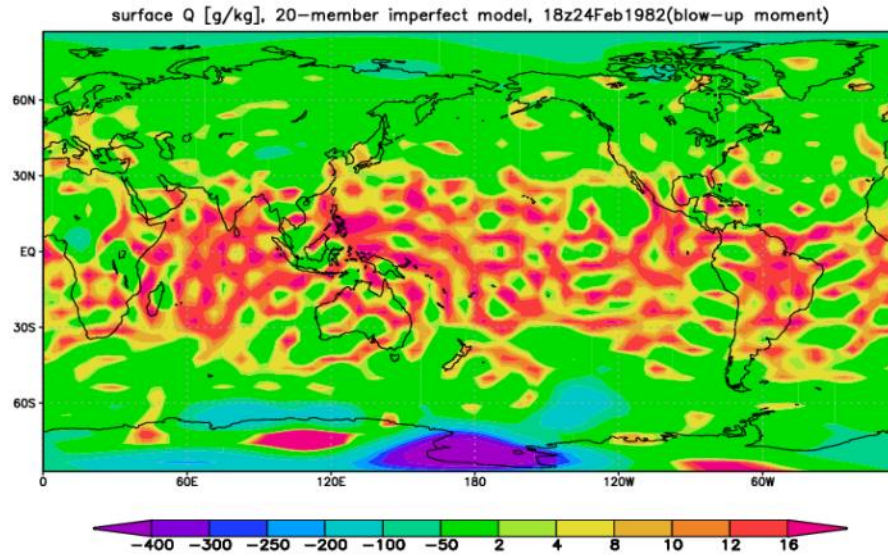 surface Q [g/kg], 20-member imperfect model, 18z24Feb1982(blow-up moment)
60N
30N
EQ
30S
60S
0 60E 120E 180 120W 60W
-400 -300 -250 -200 -100 -50 2 4 8 10 12 16